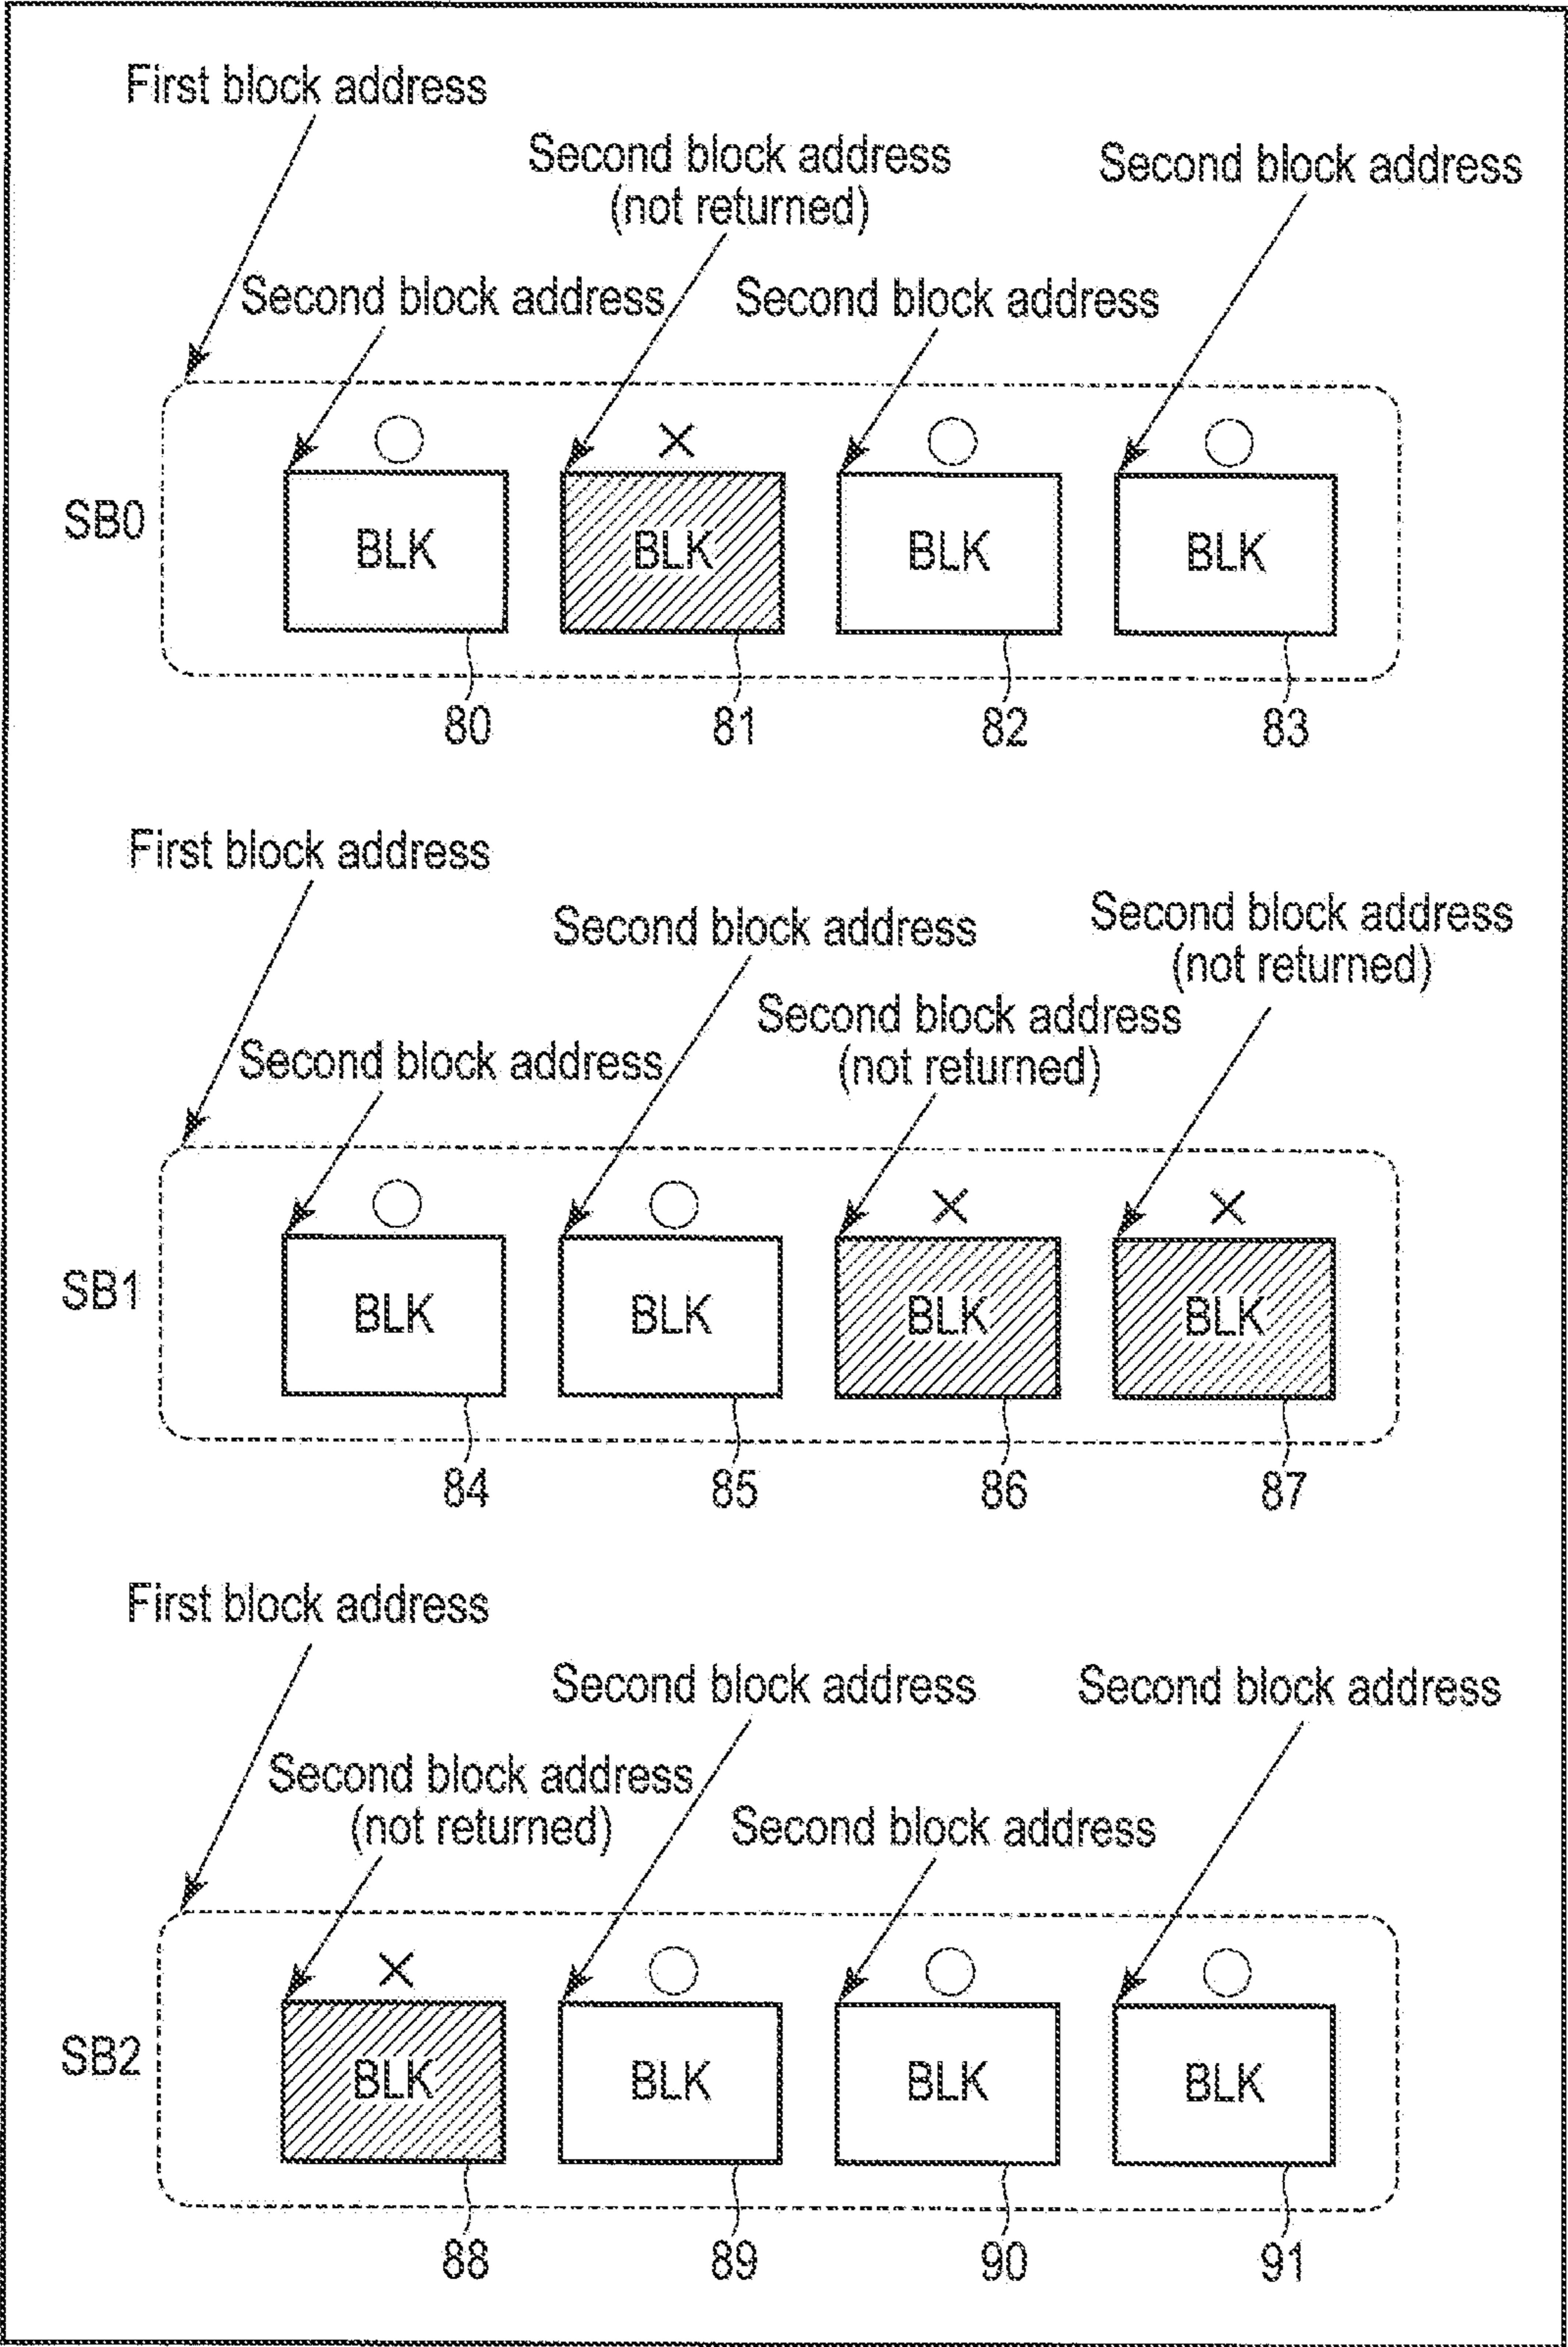 First block address
Second block address
(not returned)
Second block address
Second block address
Second block address
SB0
BLK
BLK
BLK
BLK
80
81
82
83
First block address
Second block address
(not returned)
Second block address
Second block address
(not returned)
Second block address
SB1
BLK
BLK
BLK
BLK
84
85
86
87
First block address
Second block address
Second block address
Second block address
(not returned)
Second block address
SB2
BLK
BLK
BLK
BLK
88
89
90
91